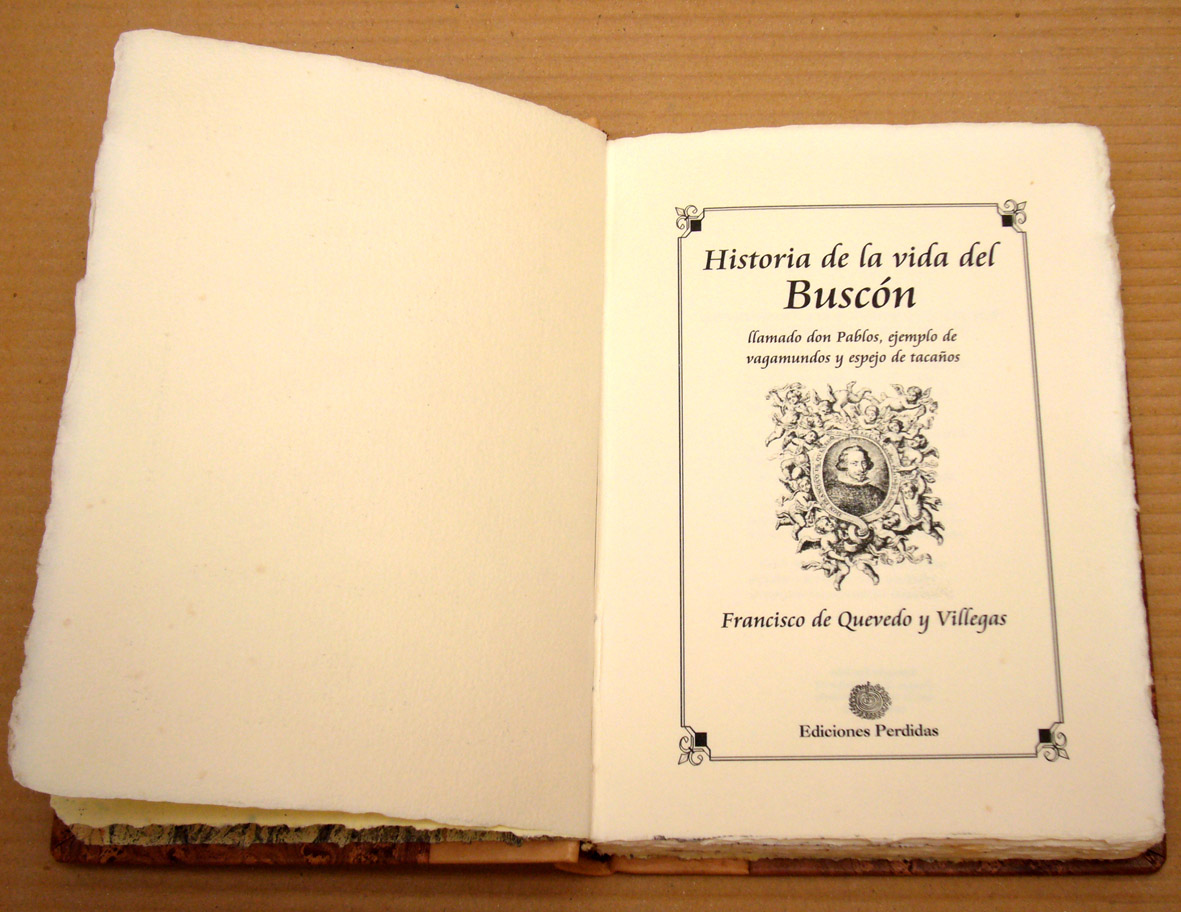 Historia de la vida del
Buscón
llamado don Pablos, ejemplo de
vagamundos y espejo de tacaños
Francisco de Quevedo y Villegas
Ediciones Perdidas